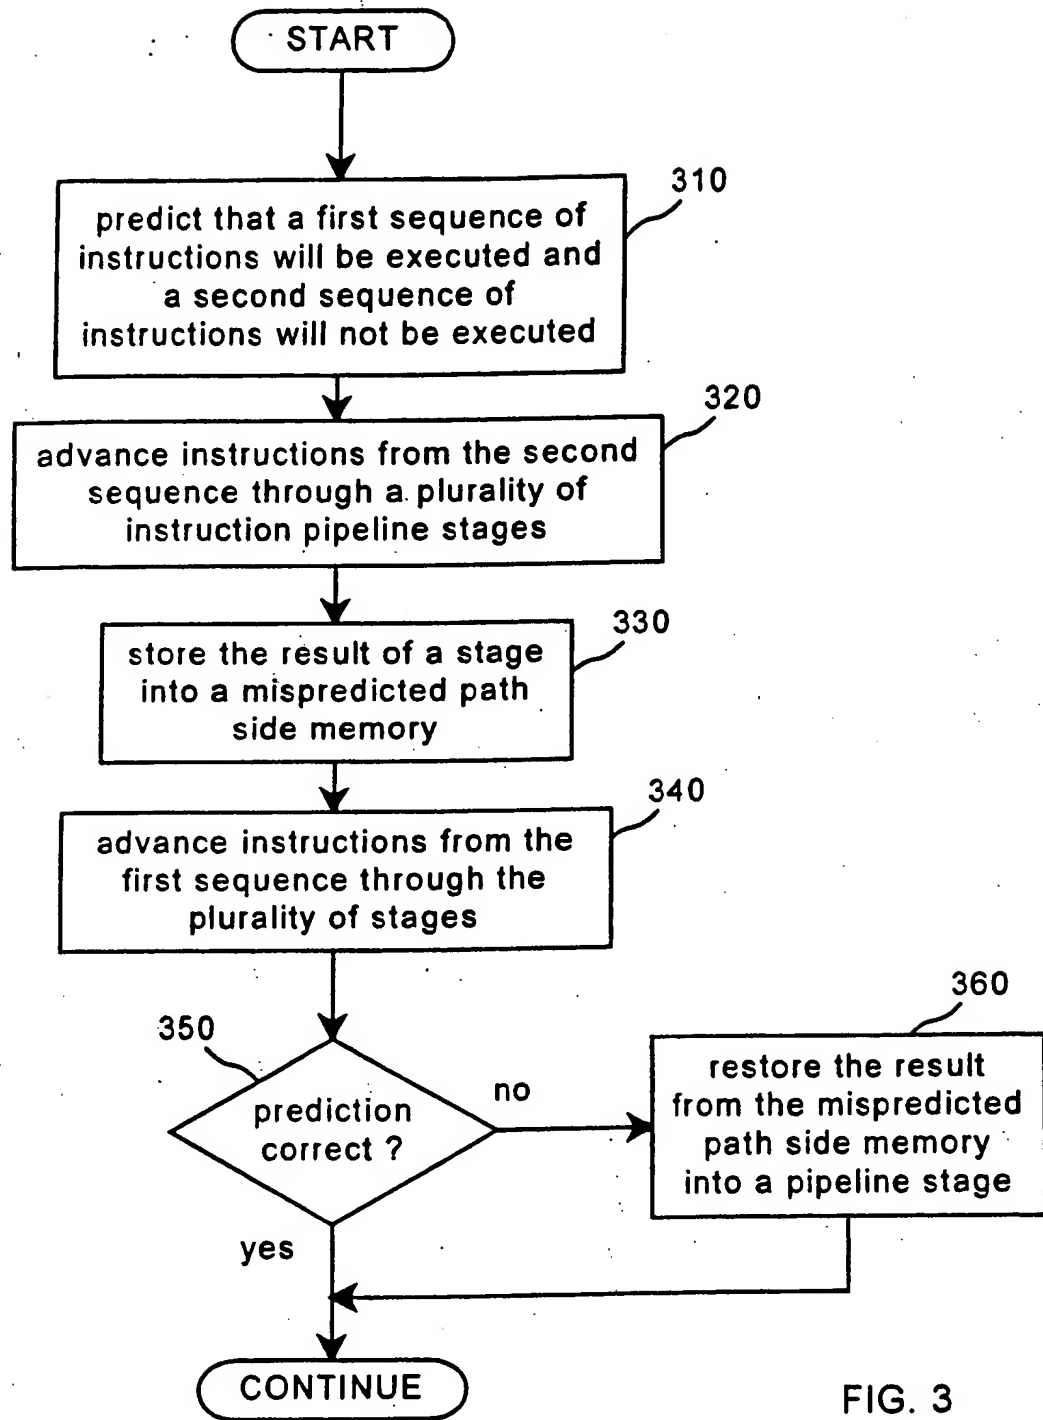 START
310
predict that a first sequence of
instructions will be executed and
a second sequence of
instructions will not be executed
320
advance instructions from the second
sequence through a plurality of
instruction pipeline stages
330
store the result of a stage
into a mispredicted path
side memory
340
advance instructions from the
first sequence through the
plurality of stages
350
prediction
correct ?
no
yes
360
restore the result
from the mispredicted
path side memory
into a pipeline stage
CONTINUE
FIG. 3